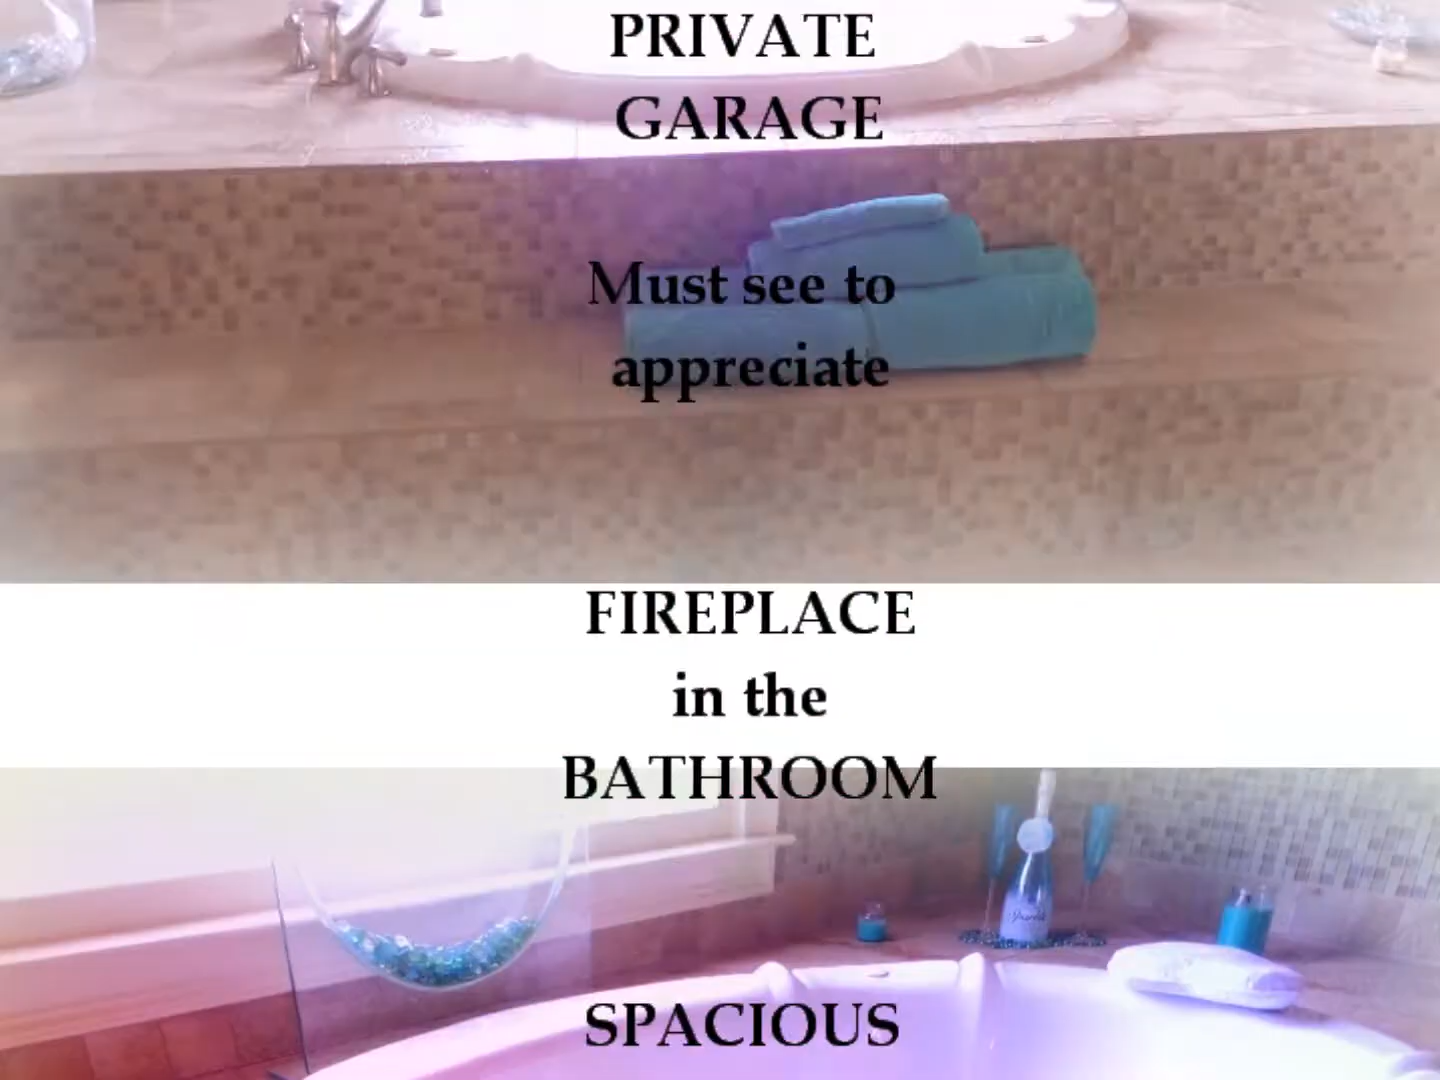 PRIVATE
GARAGE
Must see to
appreciate
FIREPLACE
in the
BATHROOM
SPACIOUS